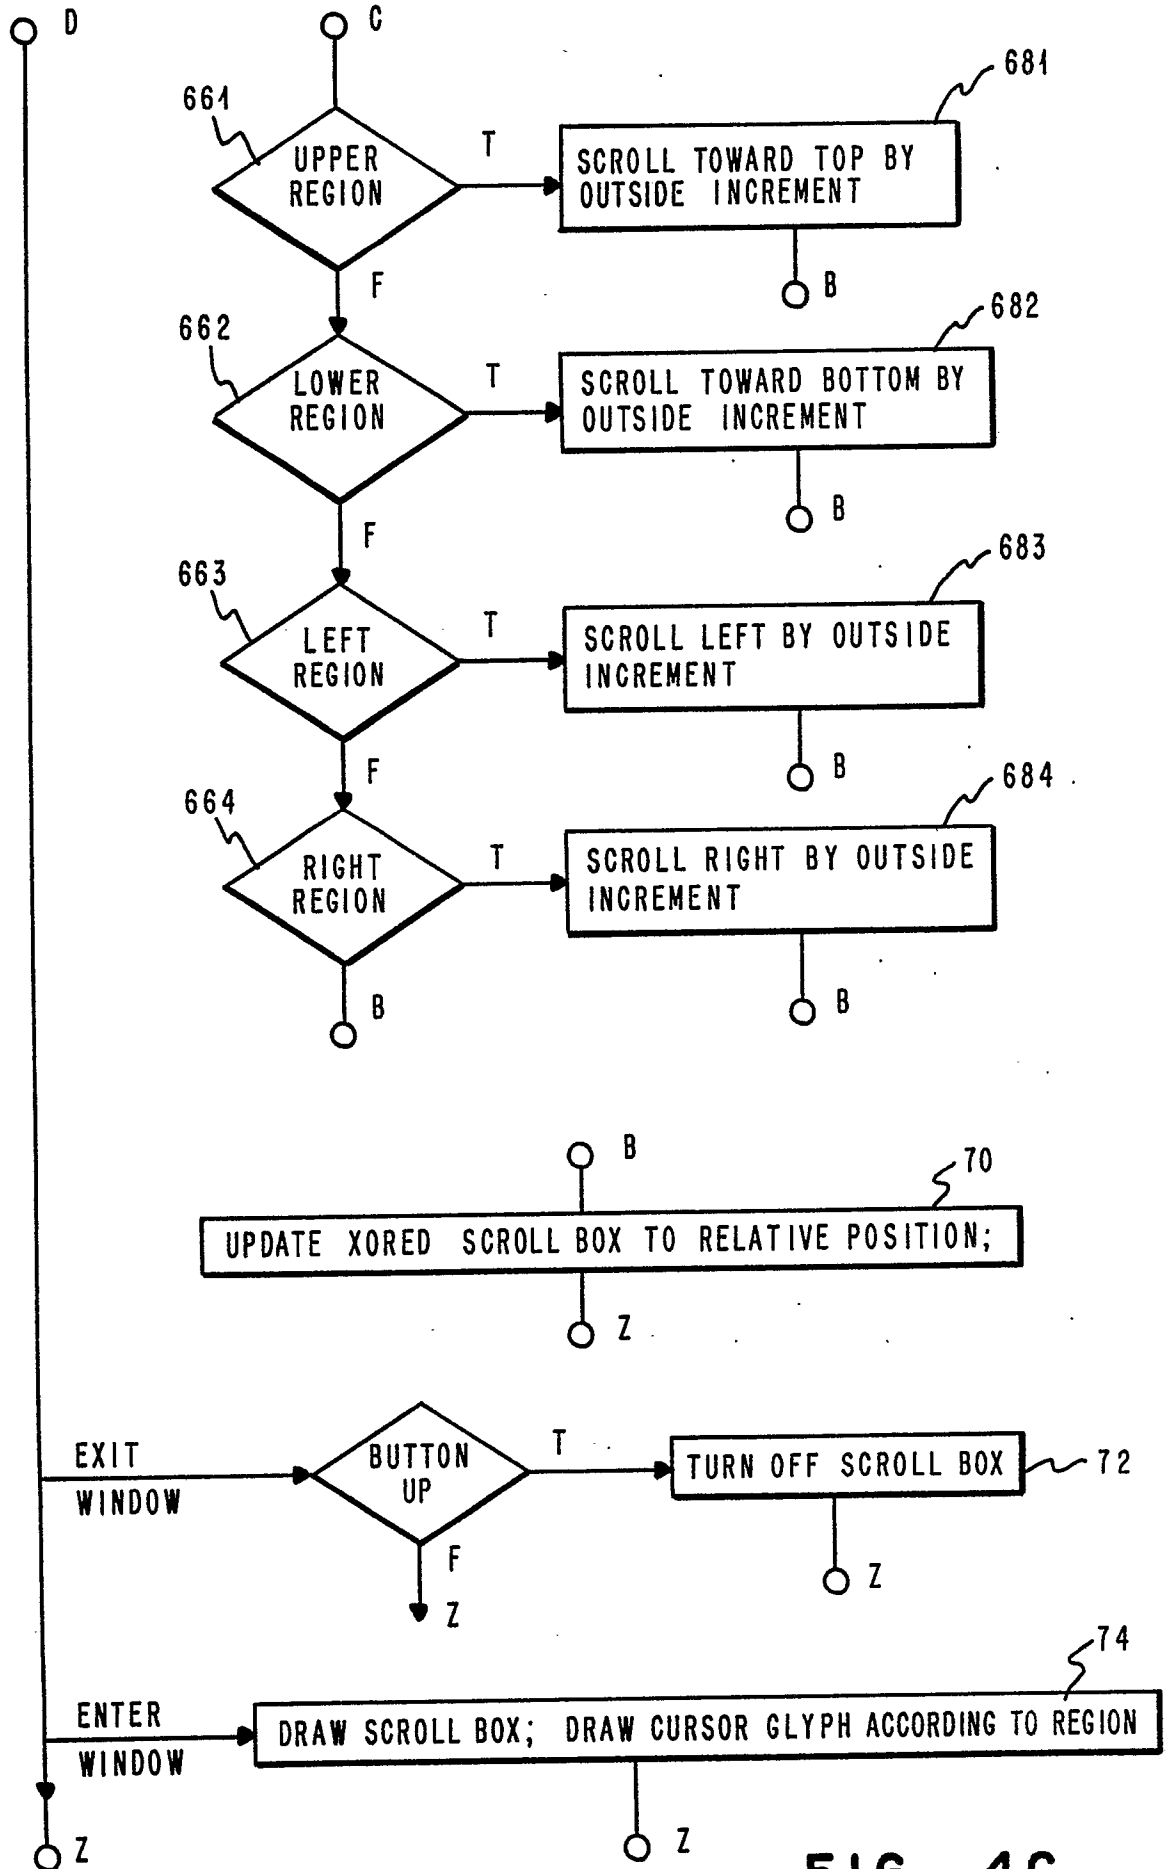 D
C
681
661
UPPER
REGION
T
SCROLL TOWARD TOP BY
OUTSIDE INCREMENT
F
B
682
662
LOWER
REGION
T
SCROLL TOWARD BOTTOM BY
OUTSIDE INCREMENT
B
F
683
663
LEFT
REGION
T
SCROLL LEFT BY OUTSIDE
INCREMENT
F
B
684
664
RIGHT
REGION
T
SCROLL RIGHT BY OUTSIDE
INCREMENT
B
B
B
70
UPDATE XORED SCROLL BOX TO RELATIVE POSITION;
Z
EXIT
WINDOW
BUTTON
UP
T
TURN OFF SCROLL BOX
72
F
Z
Z
74
ENTER
WINDOW
DRAW SCROLL BOX; DRAW CURSOR GLYPH ACCORDING TO REGION
Z
Z
FIG. 4C